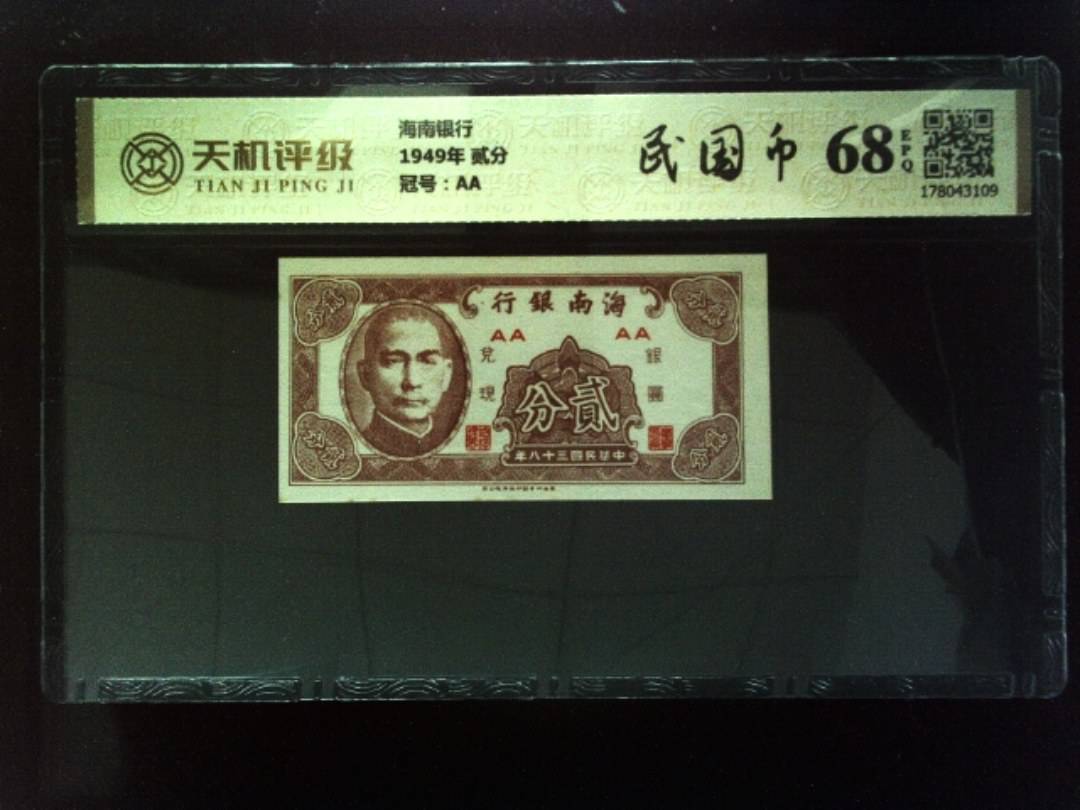 天机评级
TIAN JI PING JI
海南银行
1949年 贰分
冠号：AA
民国币
68
EPQ
178043109
行銀南海
AA AA
兌現
銀圓
分貳
年八十三國民華中